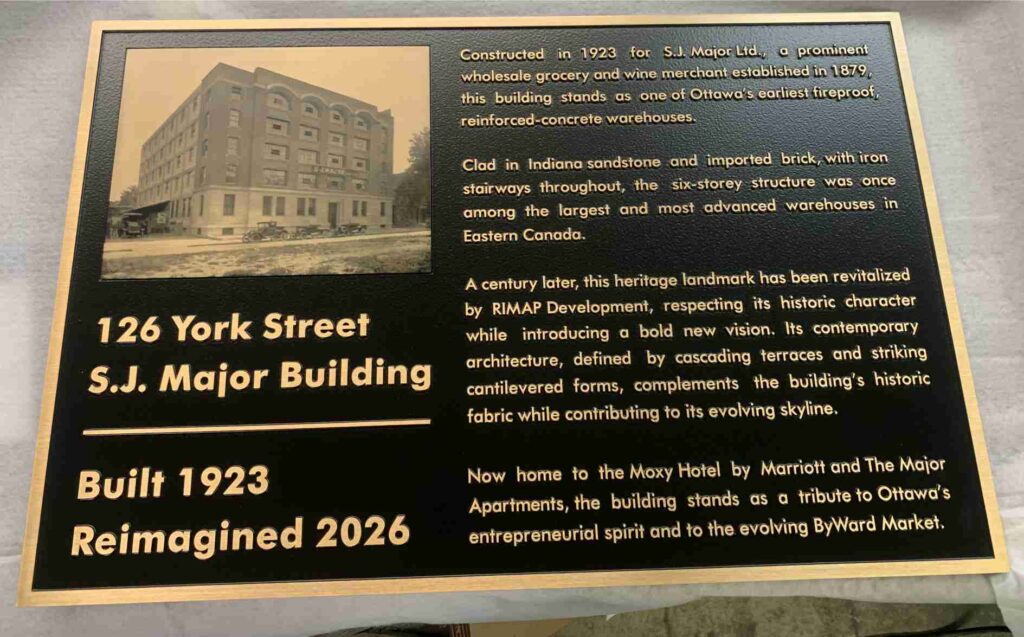 126 York Street
S.J. Major Building
Built 1923
Reimagined 2026
Constructed in 1923 for S.J. Major Ltd., a prominent
wholesale grocery and wine merchant established in 1879,
this building stands as one of Ottawa's earliest fireproof,
reinforced-concrete warehouses.
Clad in Indiana sandstone and imported brick, with iron
stairways throughout, the six-storey structure was once
among the largest and most advanced warehouses in
Eastern Canada.
A century later, this heritage landmark has been revitalized
by RIMAP Development, respecting its historic character
while introducing a bold new vision. Its contemporary
architecture, defined by cascading terraces and striking
cantilevered forms, complements the building's historic
fabric while contributing to its evolving skyline.
Now home to the Moxy Hotel by Marriott and The Major
Apartments, the building stands as a tribute to Ottawa's
entrepreneurial spirit and to the evolving ByWard Market.